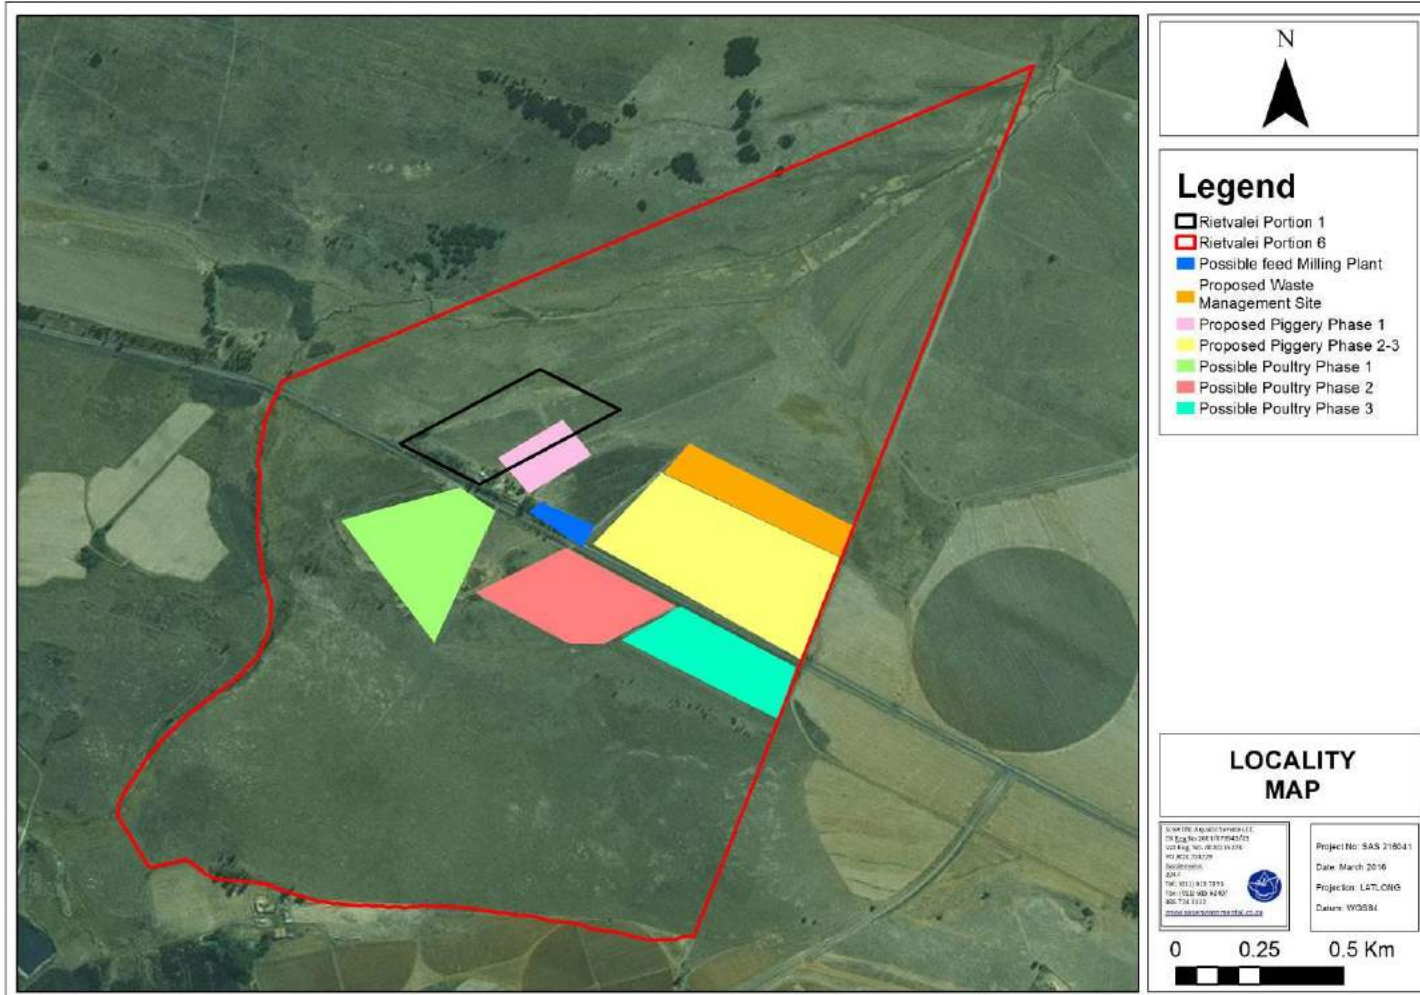 N
Legend
Rietvalei Portion 1
Rietvalei Portion 6
Possible feed Milling Plant
Proposed Waste
Management Site
Proposed Piggery Phase 1
Proposed Piggery Phase 2-3
Possible Poultry Phase 1
Possible Poultry Phase 2
Possible Poultry Phase 3
LOCALITY
MAP
Project No: SAS 216041
Date: March 2016
Projection: LATLONG
Datum: WGS84
0 0.25 0.5 Km